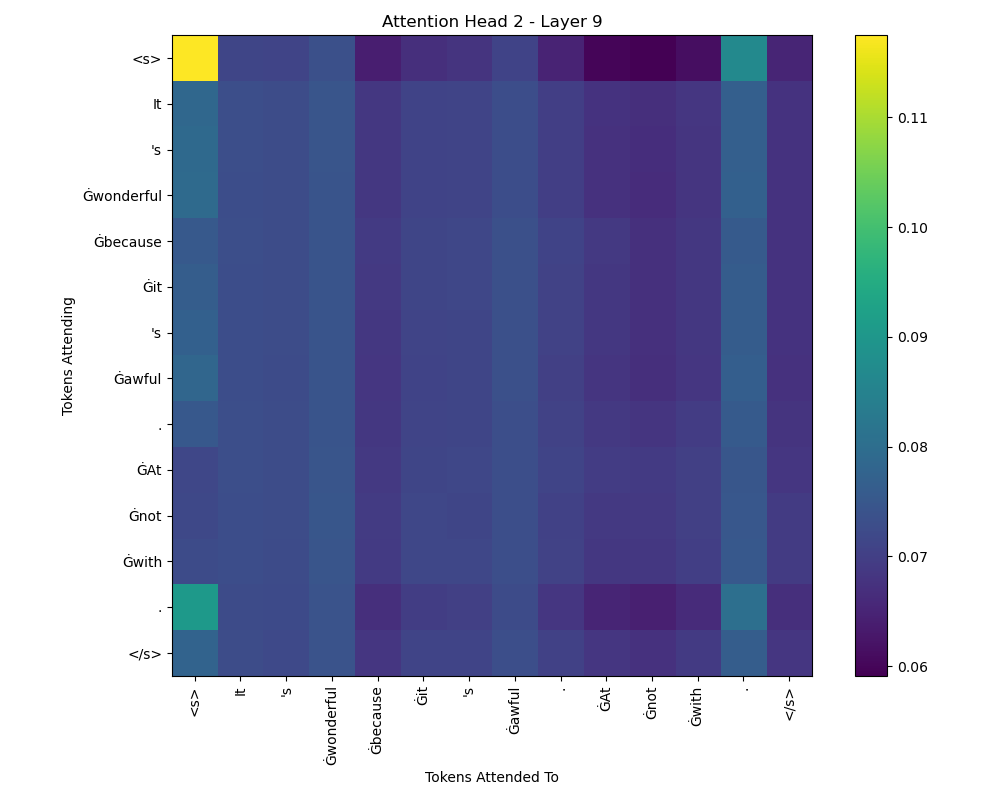 Attention Head 2 - Layer 9
Tokens Attending
<s>
It
's
Ġwonderful
Ġbecause
Ġit
's
Ġawful
.
ĠAt
Ġnot
Ġwith
.
</s>
<s>
It
's
Ġwonderful
Ġbecause
Ġit
's
Ġawful
.
ĠAt
Ġnot
Ġwith
.
</s>
Tokens Attended To
0.11
0.10
0.09
0.08
0.07
0.06